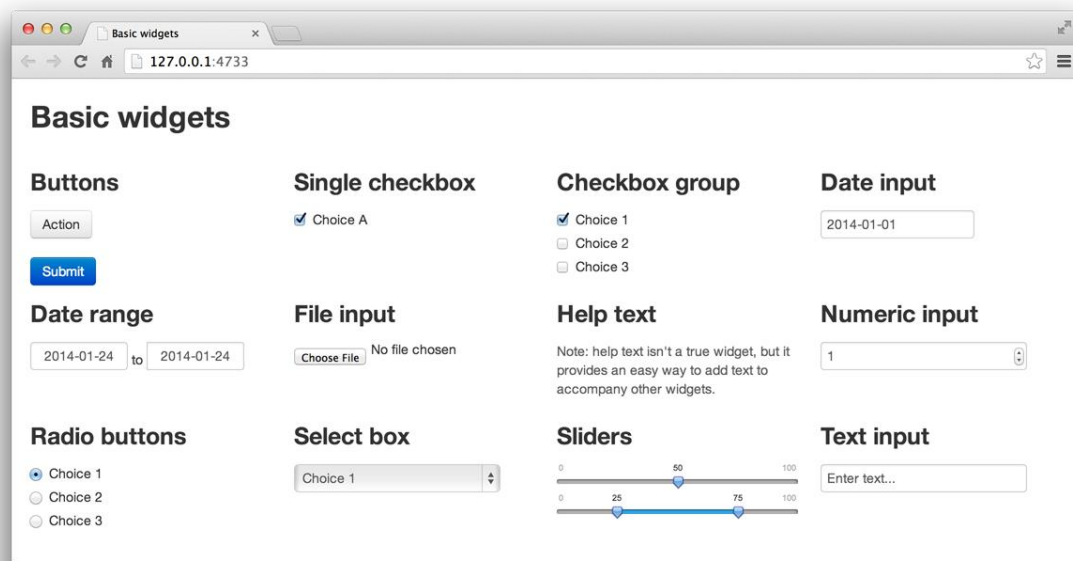 Basic widgets
127.0.0.1:4733
Basic widgets
Buttons
Action
Submit
Single checkbox
Choice A
Checkbox group
Choice 1
Choice 2
Choice 3
Date input
2014-01-01
Date range
2014-01-24 to 2014-01-24
File input
Choose File No file chosen
Help text
Note: help text isn't a true widget, but it
provides an easy way to add text to
accompany other widgets.
Numeric input
1
Radio buttons
Choice 1
Choice 2
Choice 3
Select box
Choice 1
Sliders
0 50 100
0 25 75 100
Text input
Enter text...